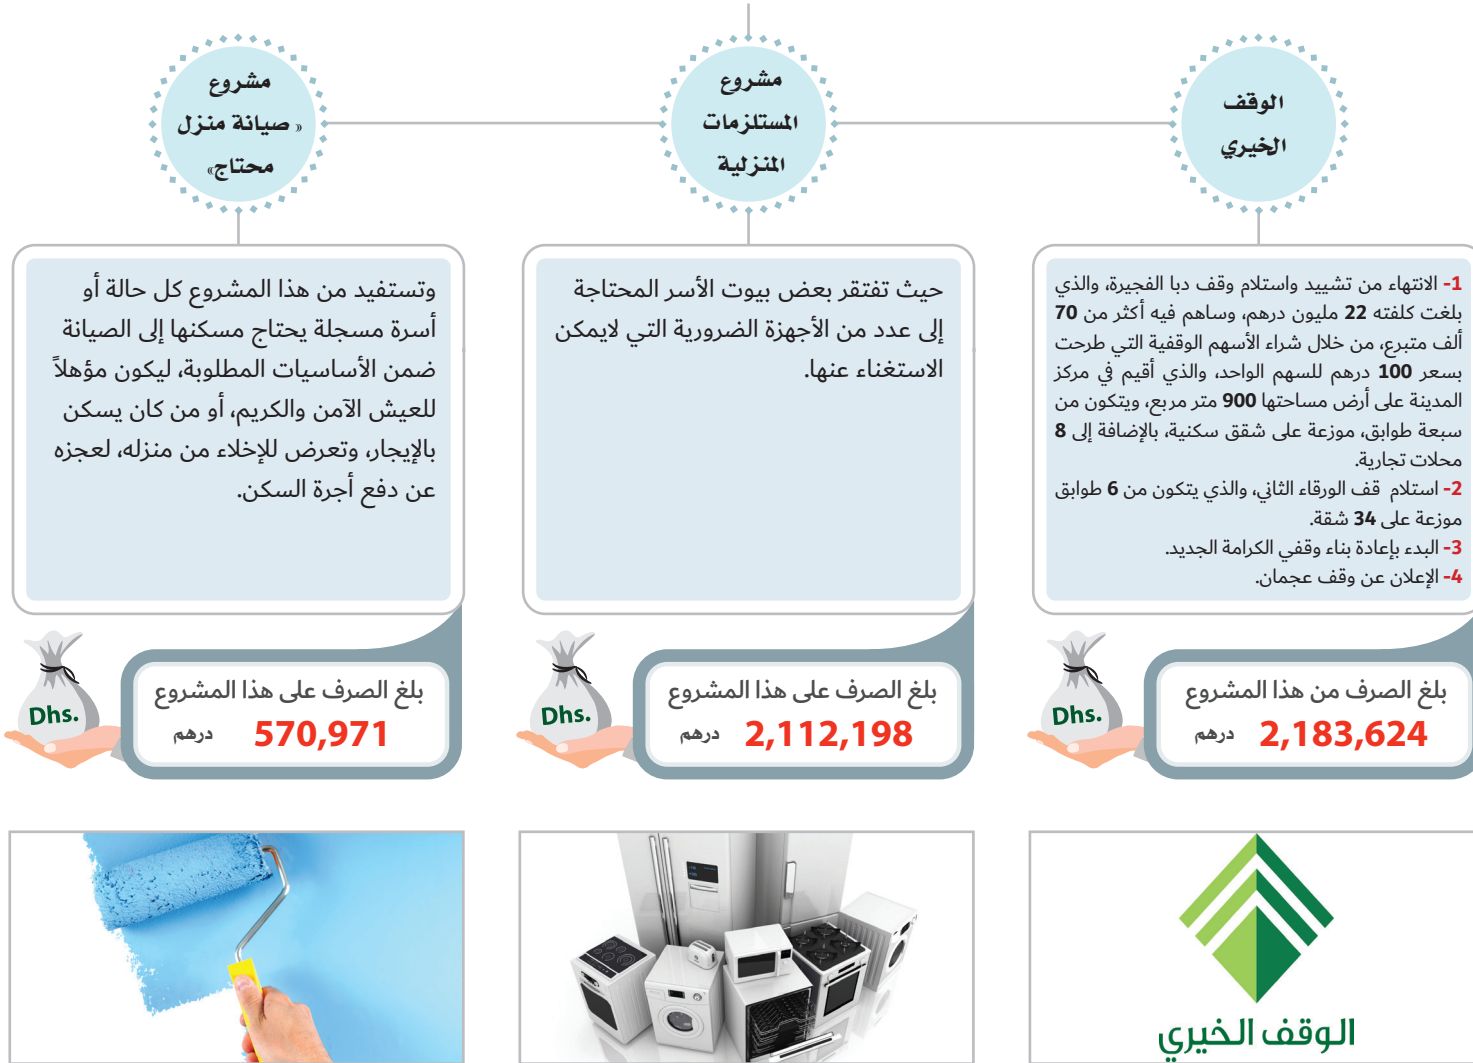 الوقف
الخيري
1- الانتهاء من تشييد واستلام وقف دبا الفجيرة، والذي
بلغت كلفته 22 مليون درهم، وساهم فيه أكثر من 70
ألف متبرع، من خلال شراء الأسهم الوقفية التي طرحت
بسعر 100 درهم للسهم الواحد، والذي أقيم في مركز
المدينة على أرض مساحتها 900 متر مربع، ويتكون من
سبعة طوابق، موزعة على شقق سكنية، بالإضافة إلى 8
محلات تجارية.
2- استلام قف الورقاء الثاني، والذي يتكون من 6 طوابق
موزعة على 34 شقة.
3- البدء بإعادة بناء وقفي الكرامة الجديد.
4- الإعلان عن وقف عجمان.
بلغ الصرف من هذا المشروع
2,183,624 درهم
Dhs.
الوقف الخيري
مشروع
المستلزمات
المنزلية
حيث تفتقر بعض بيوت الأسر المحتاجة
إلى عدد من الأجهزة الضرورية التي لايمكن
الاستغناء عنها.
بلغ الصرف على هذا المشروع
2,112,198 درهم
Dhs.
مشروع
« صيانة منزل
محتاج»
وتستفيد من هذا المشروع كل حالة أو
أسرة مسجلة يحتاج مسكنها إلى الصيانة
ضمن الأساسيات المطلوبة، ليكون مؤهلاً
للعيش الآمن والكريم، أو من كان يسكن
بالإيجار، وتعرض للإخلاء من منزله، لعجزه
عن دفع أجرة السكن.
بلغ الصرف على هذا المشروع
570,971 درهم
Dhs.